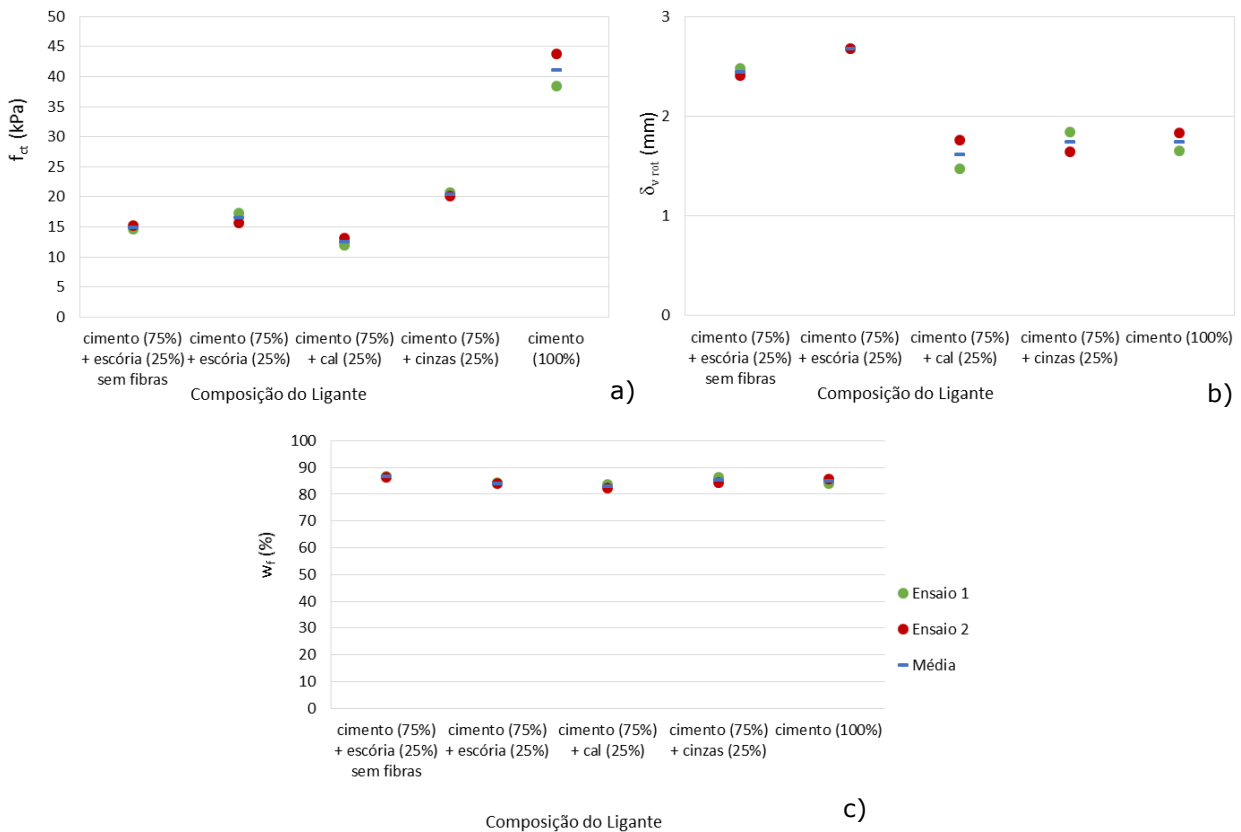 50
45
40
35
30
25
20
15
10
5
0
f_ct (kPa)
cimento (75%) cimento (75%) cimento (75%) cimento (75%) cimento
+ escória (25%) + escória (25%) + cal (25%) + cinzas (25%) (100%)
sem fibras
Composição do Ligante
a)
3
2
1
0
δ_v rot (mm)
cimento (75%) cimento (75%) cimento (75%) cimento (75%) cimento (100%)
+ escória (25%) + escória (25%) + cal (25%) + cinzas (25%)
sem fibras
Composição do Ligante
b)
100
90
80
70
60
50
40
30
20
10
0
w_f (%)
cimento (75%) cimento (75%) cimento (75%) cimento (75%) cimento (100%)
+ escória (25%) + escória (25%) + cal (25%) + cinzas (25%)
sem fibras
Composição do Ligante
c)
Ensaio 1
Ensaio 2
Média